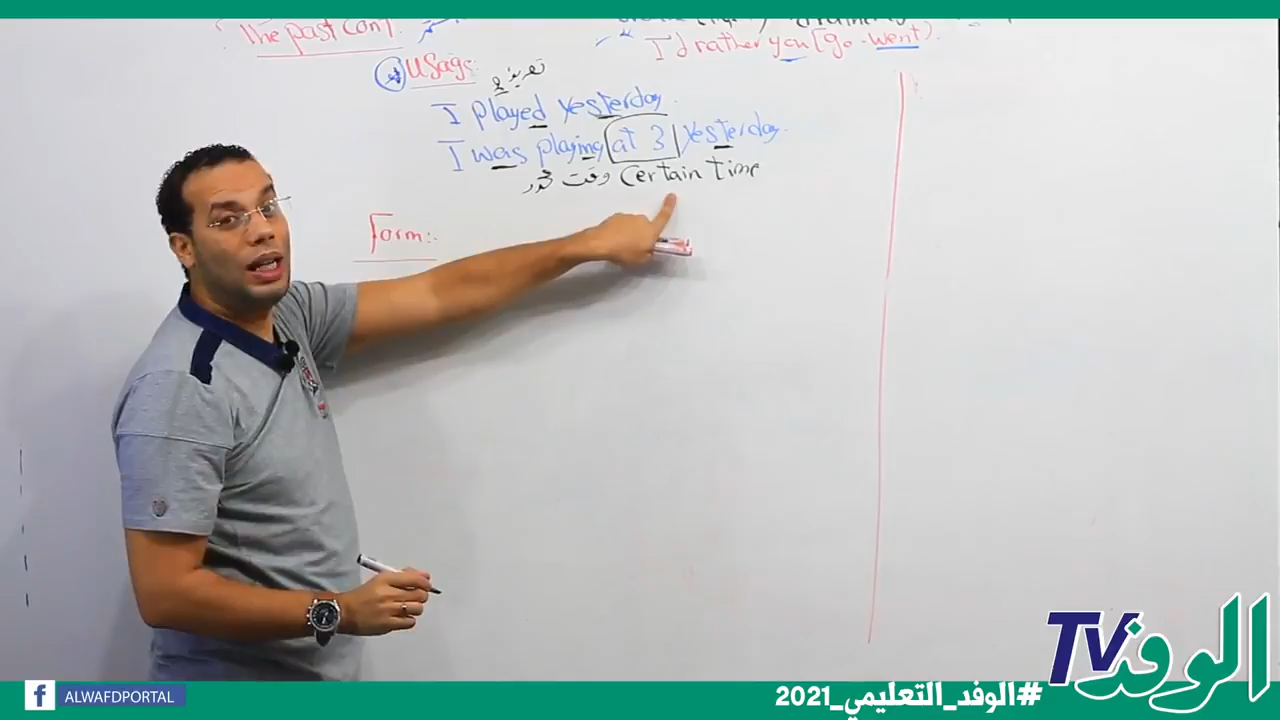 The past cont.
I'd rather you (go - went).
Usage:
I played yesterday.
I was playing at 3 yesterday.
وقت محدد Certain time
Form:
TV الوفد
ALWAFDPORTAL
#الوفد_التعليمي_2021